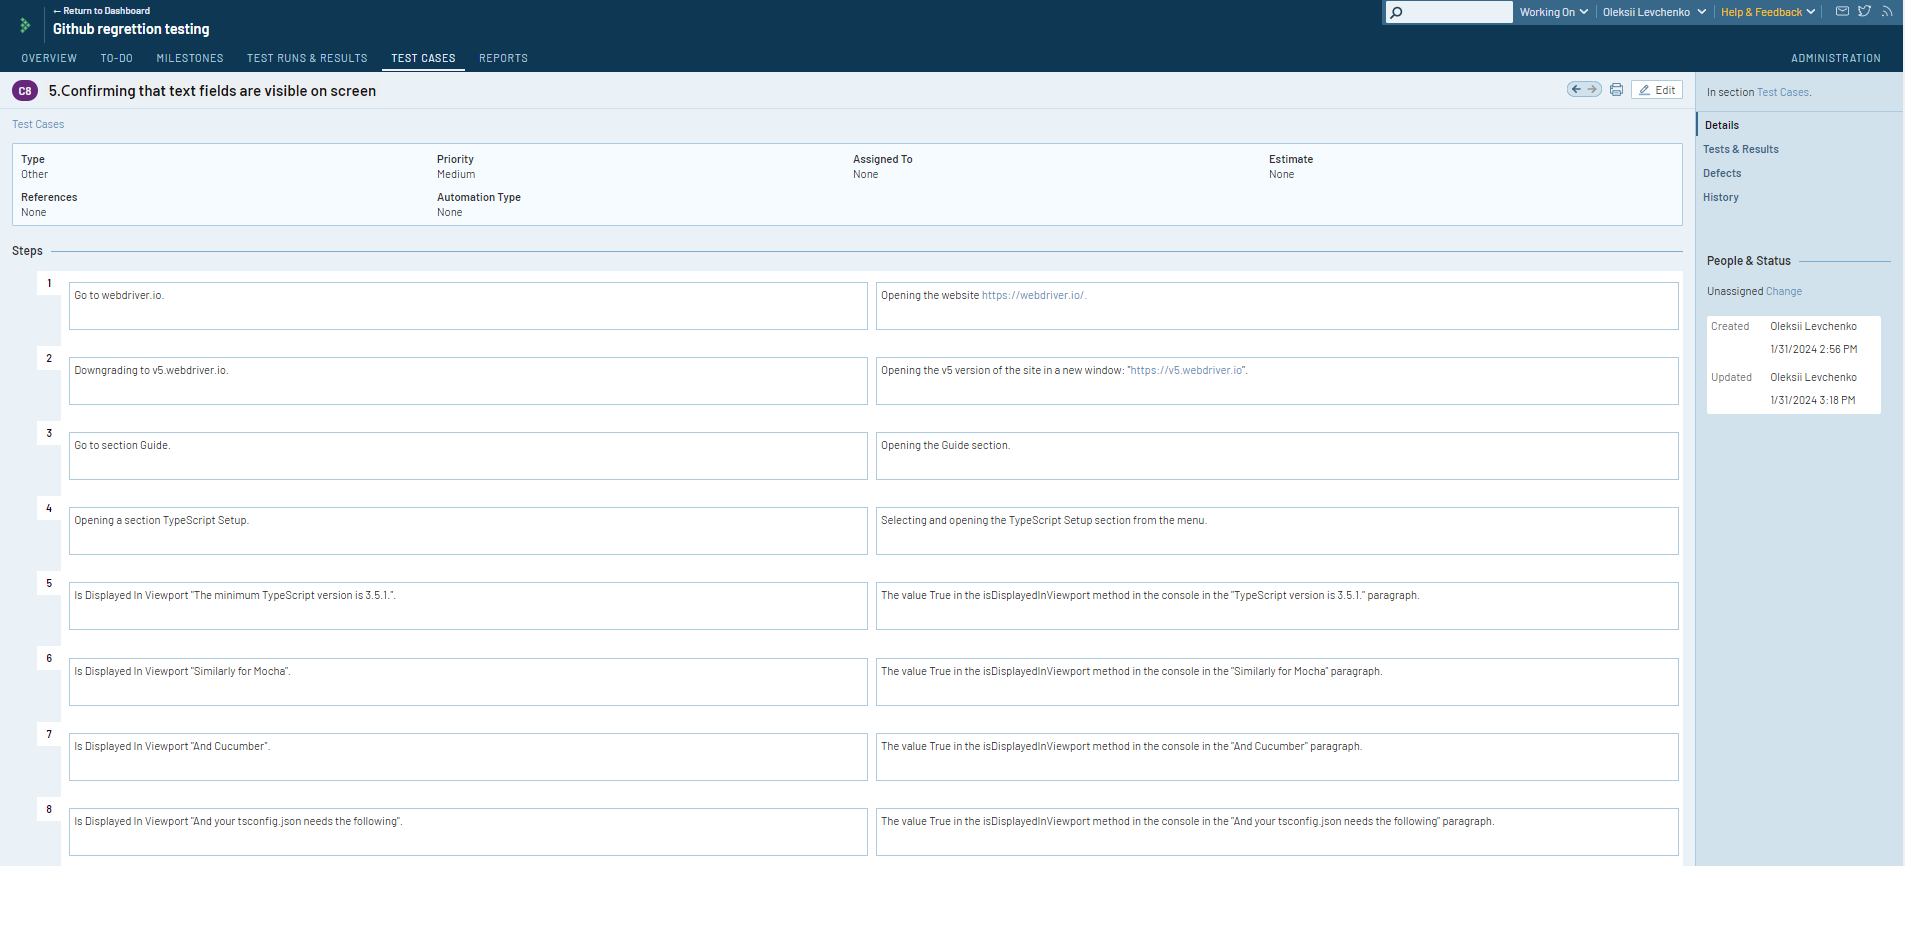 ← Return to Dashboard
Github regrettion testing
Working On
Oleksii Levchenko
Help & Feedback
OVERVIEW TO-DO MILESTONES TEST RUNS & RESULTS TEST CASES REPORTS ADMINISTRATION
C8 5.Confirming that text fields are visible on screen
Edit
In section Test Cases.
Test Cases
Type Priority Assigned To Estimate
Other Medium None None
References Automation Type
None None
Details
Tests & Results
Defects
History
Steps
1
Go to webdriver.io.
Opening the website https://webdriver.io/.
2
Downgrading to v5.webdriver.io.
Opening the v5 version of the site in a new window: "https://v5.webdriver.io".
3
Go to section Guide.
Opening the Guide section.
4
Opening a section TypeScript Setup.
Selecting and opening the TypeScript Setup section from the menu.
5
Is Displayed In Viewport "The minimum TypeScript version is 3.5.1.".
The value True in the isDisplayedInViewport method in the console in the "TypeScript version is 3.5.1." paragraph.
6
Is Displayed In Viewport "Similarly for Mocha".
The value True in the isDisplayedInViewport method in the console in the "Similarly for Mocha" paragraph.
7
Is Displayed In Viewport "And Cucumber".
The value True in the isDisplayedInViewport method in the console in the "And Cucumber" paragraph.
8
Is Displayed In Viewport "And your tsconfig.json needs the following".
The value True in the isDisplayedInViewport method in the console in the "And your tsconfig.json needs the following" paragraph.
People & Status
Unassigned Change
Created Oleksii Levchenko
1/31/2024 2:56 PM
Updated Oleksii Levchenko
1/31/2024 3:18 PM